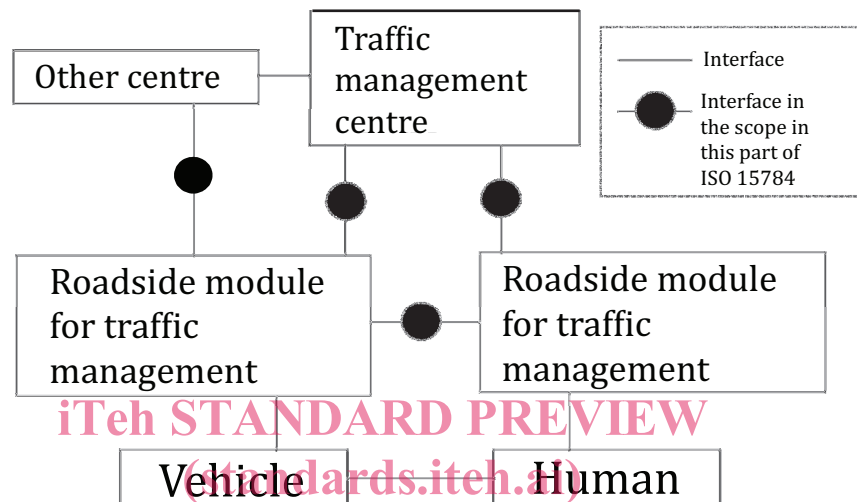 Other centre
Traffic
management
centre
Interface
Interface in
the scope in
this part of
ISO 15784
Roadside module
for traffic
management
Roadside module
for traffic
management
iTeh STANDARD PREVIEW
(standards.iteh.ai)
Vehicle
Human